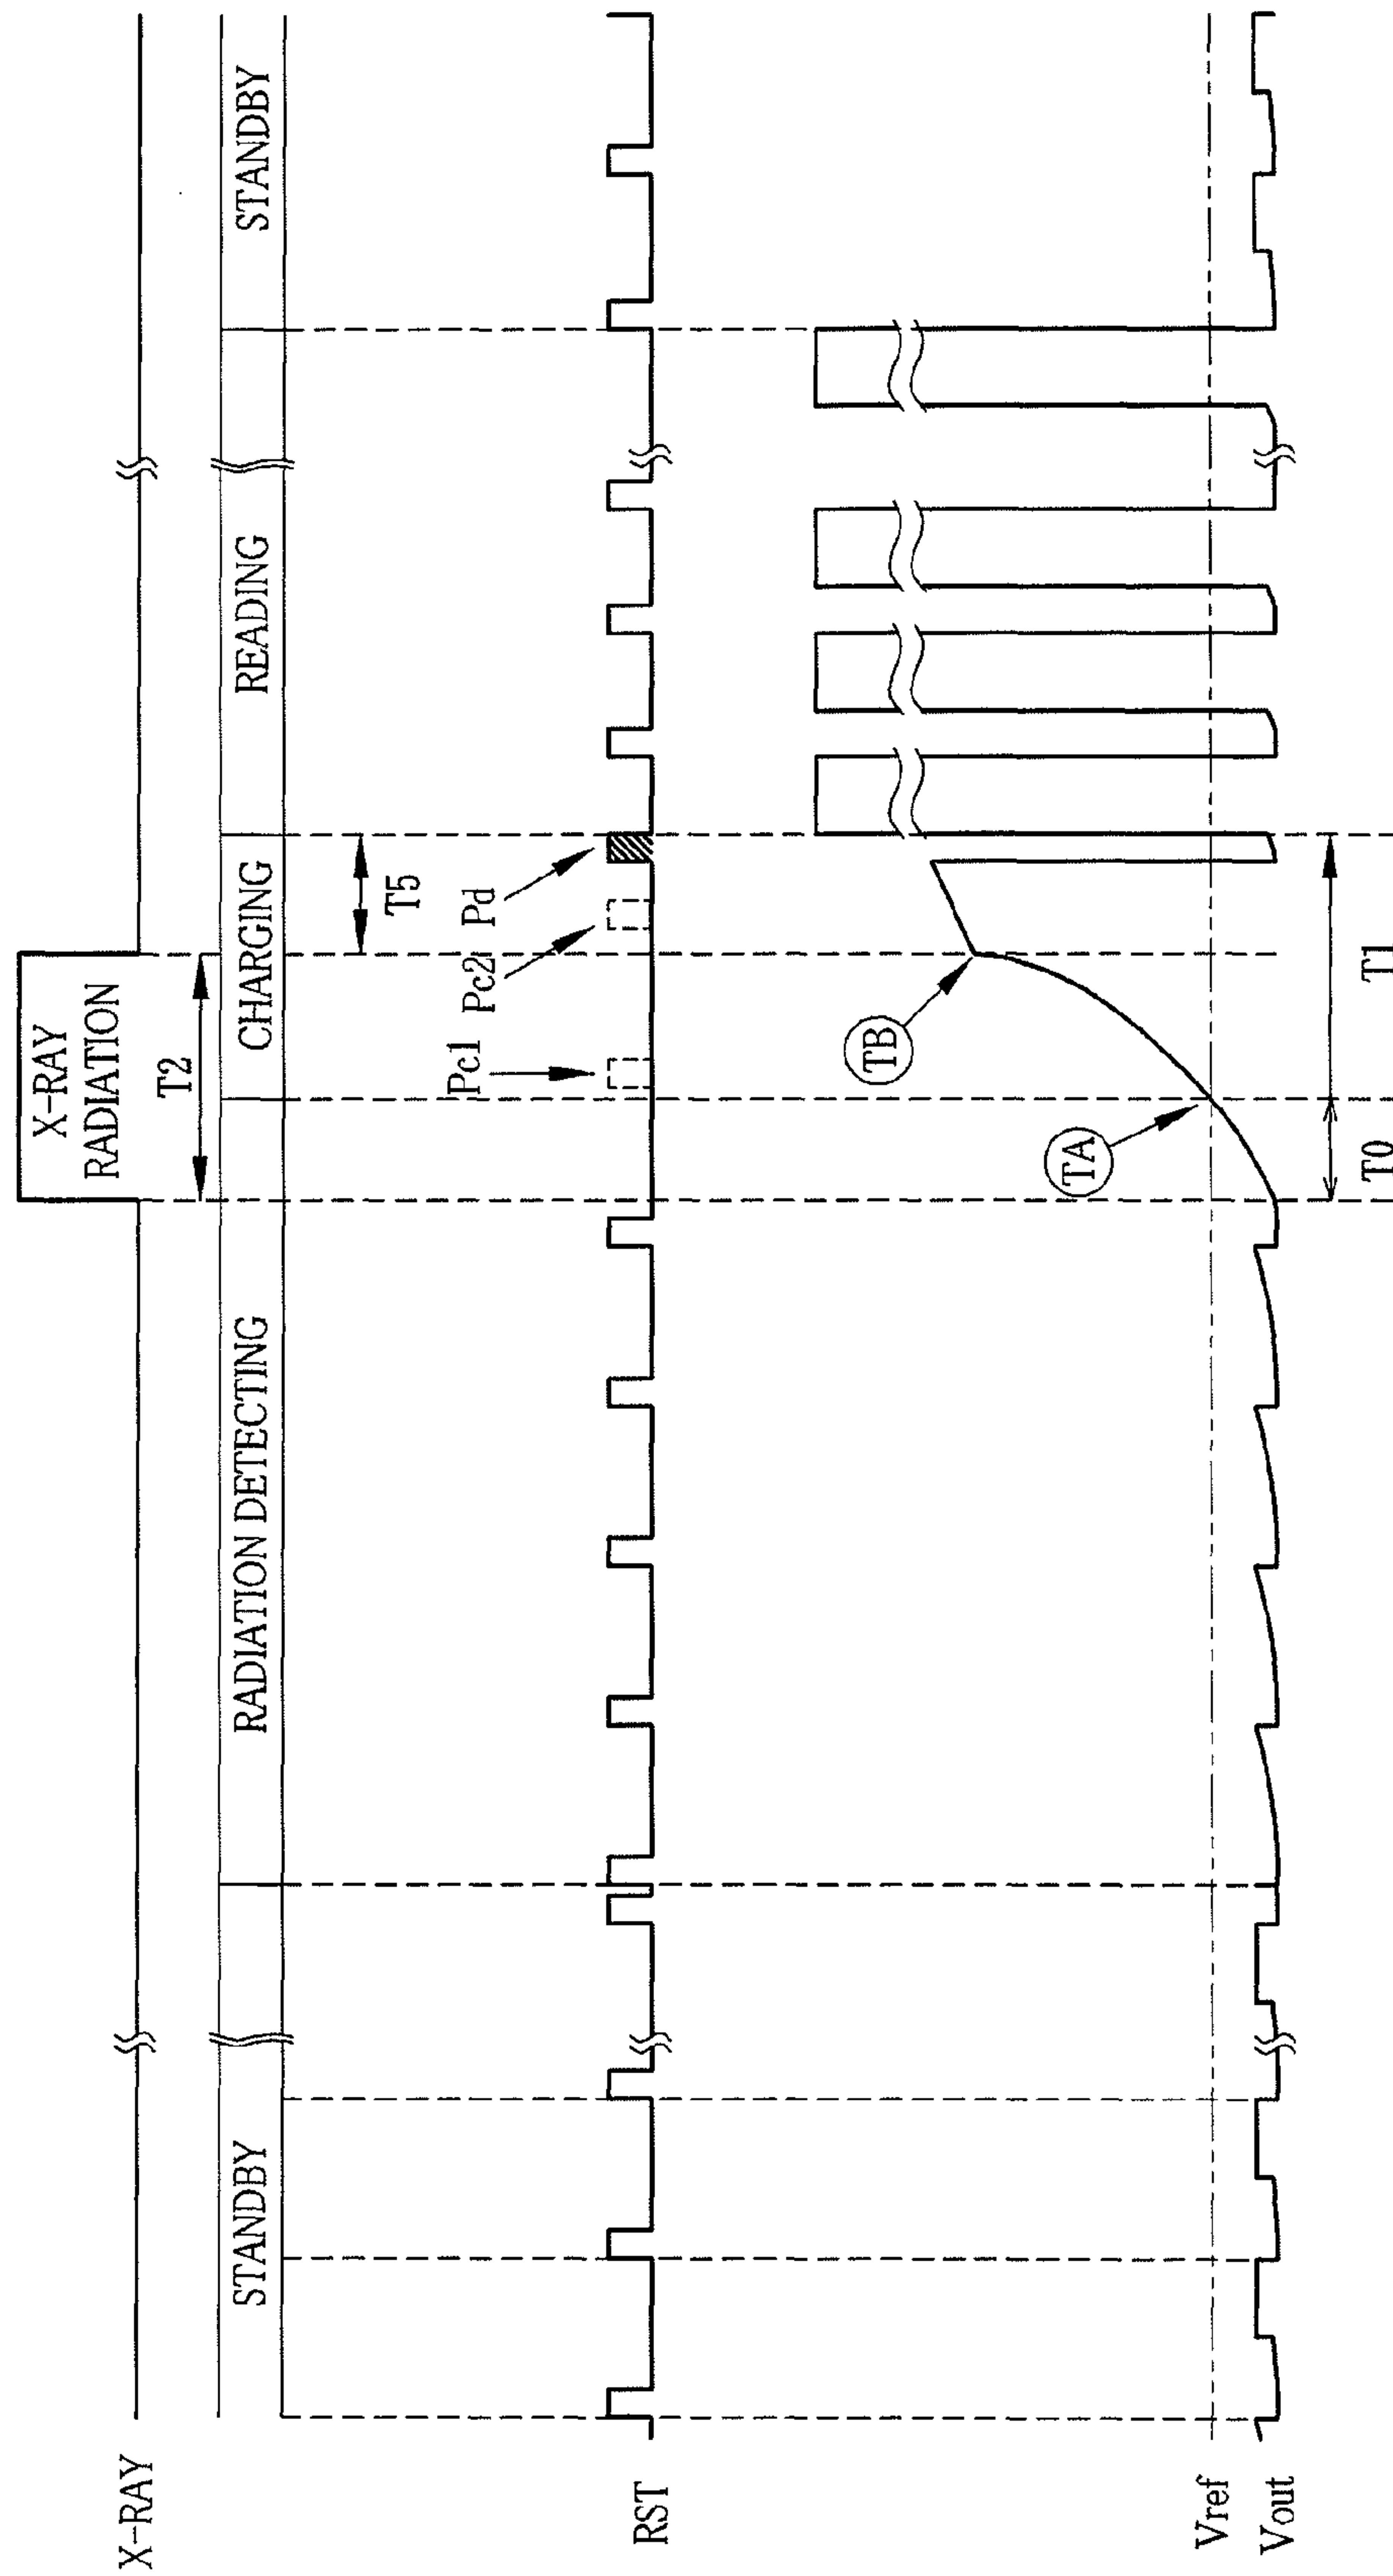 X-RAY
X-RAY
RADIATION
T2
STANDBY
RADIATION DETECTING
CHARGING
READING
STANDBY
T5
Pc1
Pc2
Pd
RST
TB
TA
Vref
Vout
T0
T1